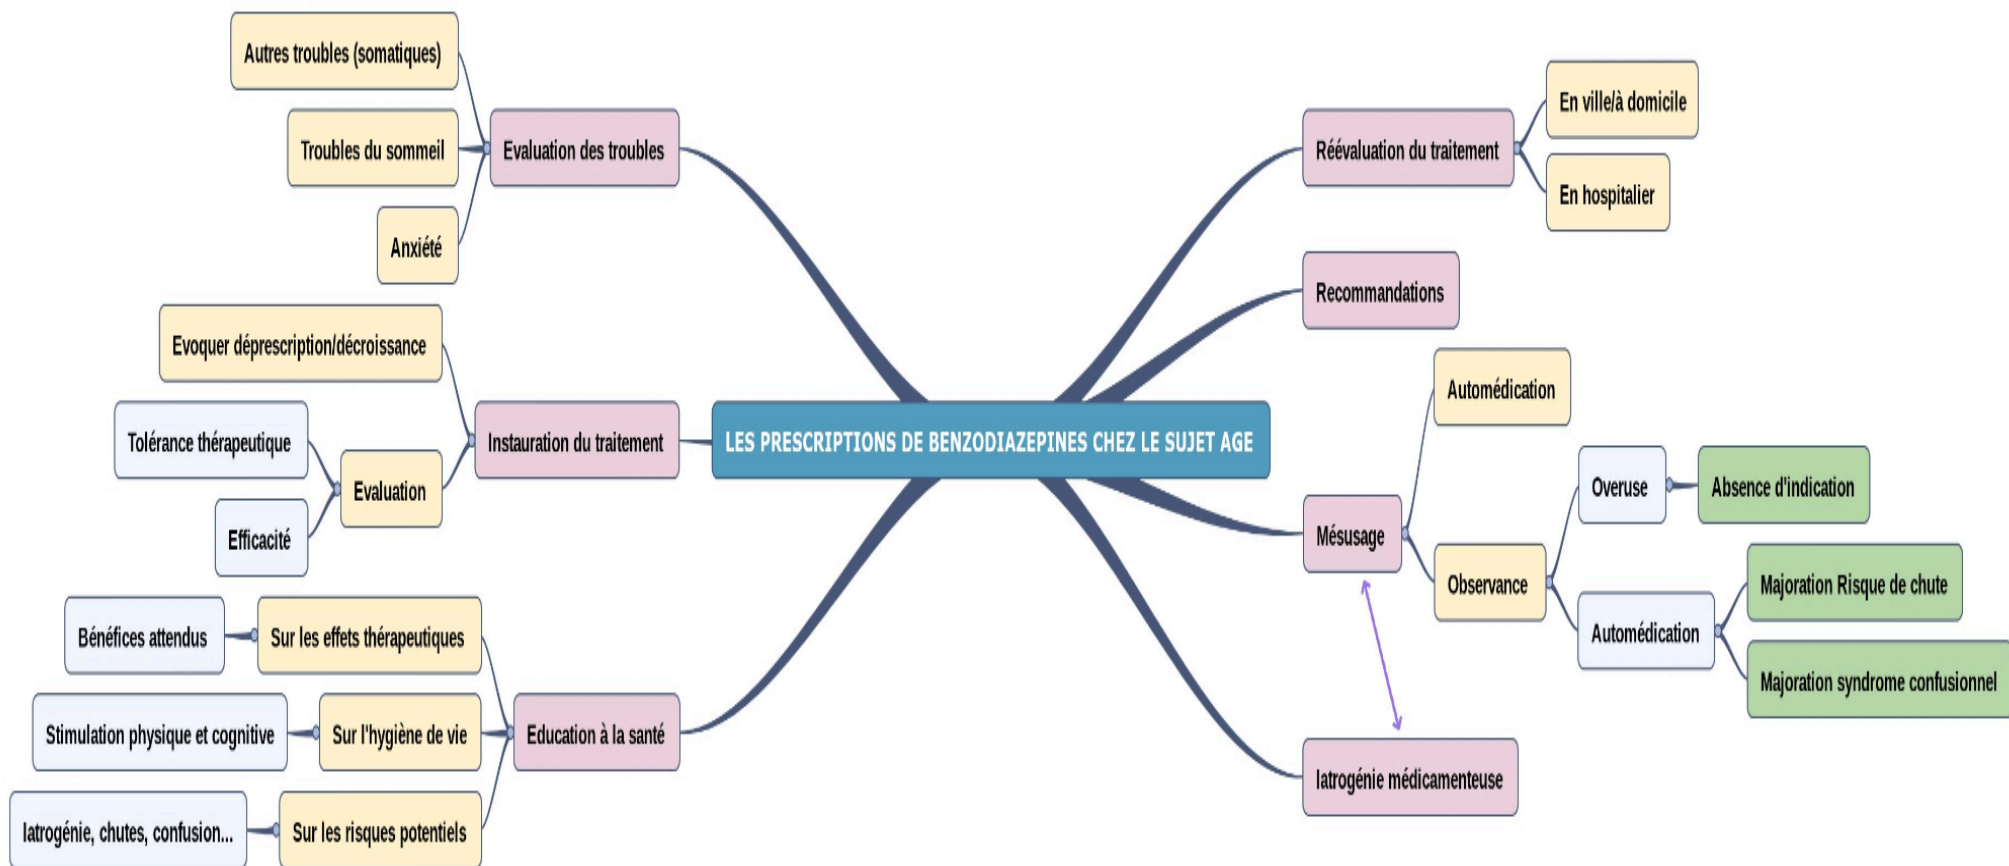 Autres troubles (somatiques)
Troubles du sommeil
Evaluation des troubles
Anxiété
Evoquer déprescription/décroissance
Tolérance thérapeutique
Evaluation
Efficacité
Instauration du traitement
Bénéfices attendus
Sur les effets thérapeutiques
Stimulation physique et cognitive
Sur l'hygiène de vie
Education à la santé
Iatrogénie, chutes, confusion...
Sur les risques potentiels
LES PRESCRIPTIONS DE BENZODIAZEPINES CHEZ LE SUJET AGE
Réévaluation du traitement
En ville/à domicile
En hospitalier
Recommandations
Mésusage
Automédication
Observance
Overuse
Absence d'indication
Automédication
Majoration Risque de chute
Majoration syndrome confusionnel
Iatrogénie médicamenteuse